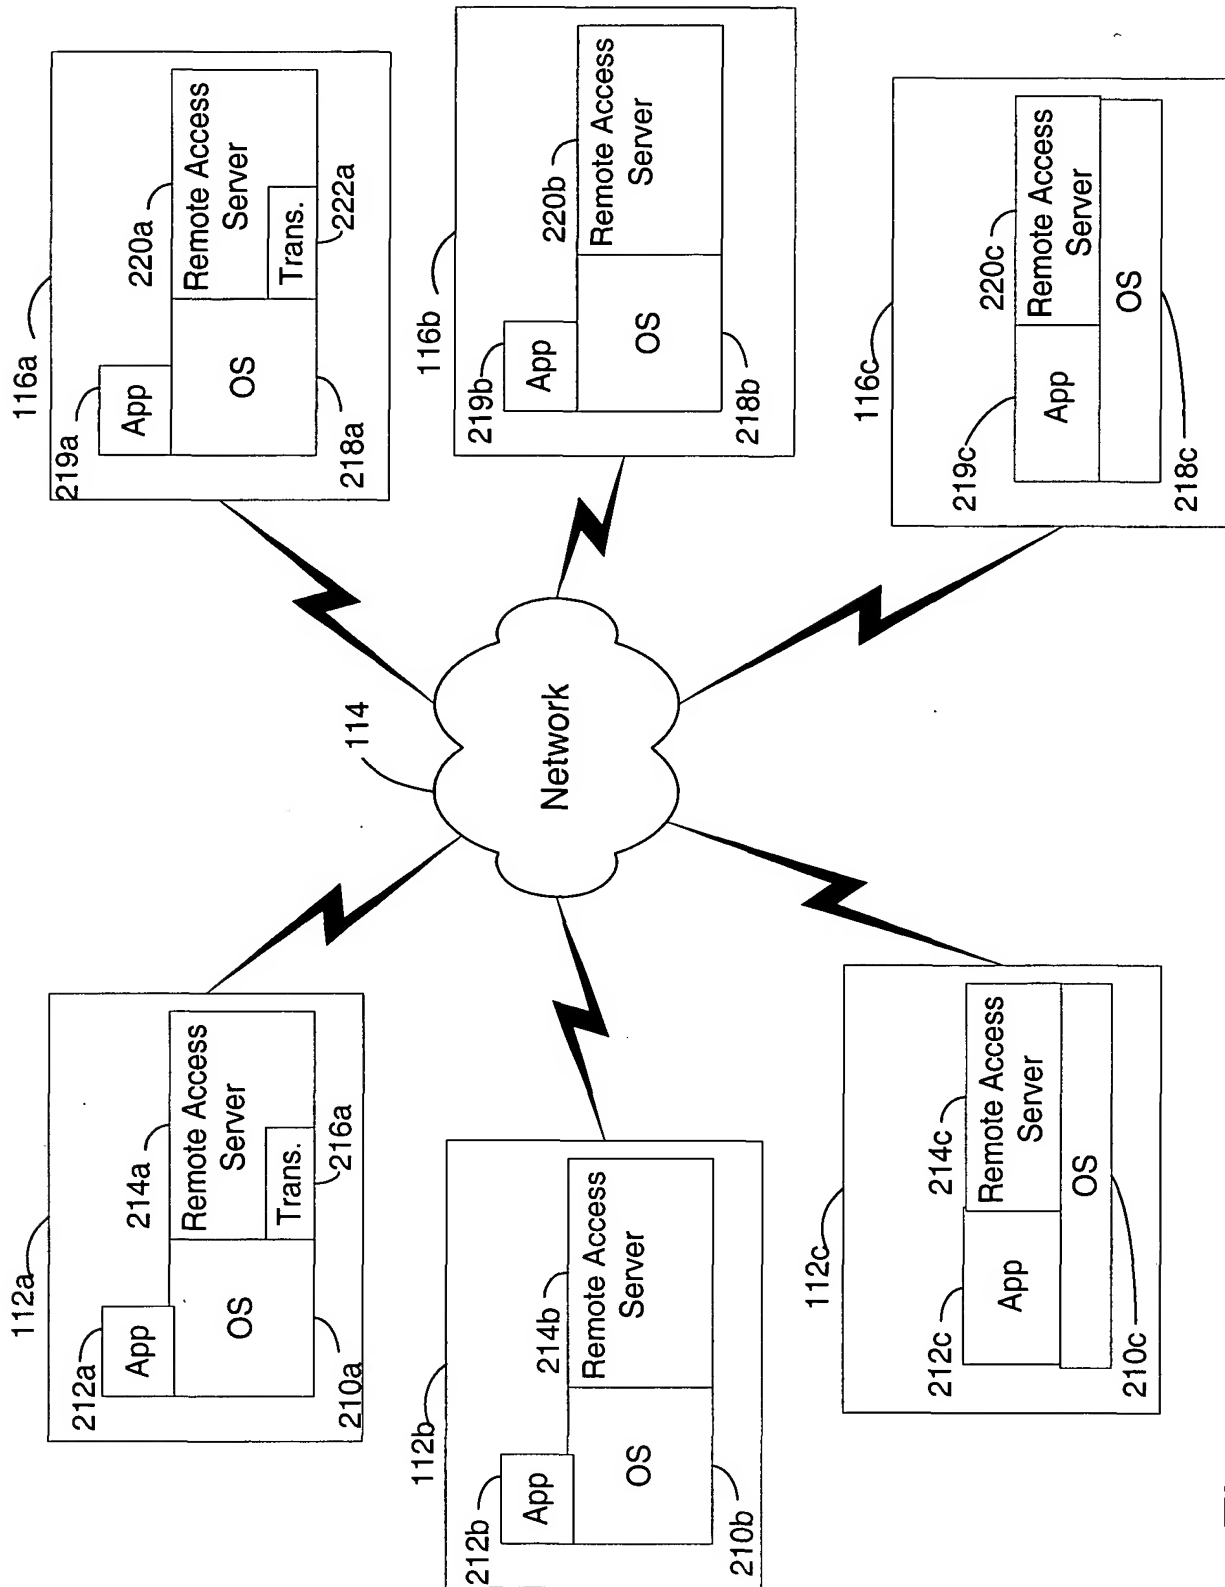 112a
212a
App
214a
Remote Access
Server
OS
Trans.
210a
216a
112b
212b
App
214b
Remote Access
Server
OS
210b
112c
212c
App
214c
Remote Access
Server
OS
210c
114
Network
116a
219a
App
220a
Remote Access
Server
OS
Trans.
218a
222a
116b
219b
App
220b
Remote Access
Server
OS
218b
116c
219c
App
220c
Remote Access
Server
OS
218c